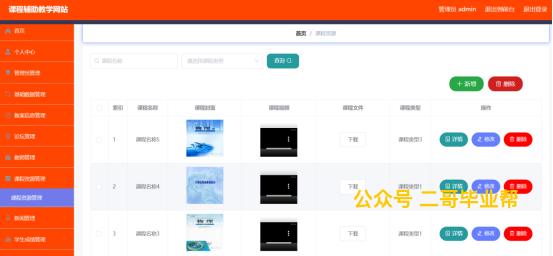 课程辅助教学网站
管理员 admin
退出到前台
退出登录
首页
个人中心
管理员管理
基础数据管理
教案信息管理
论坛管理
教师管理
课程资源管理
课程资源管理
新闻管理
学生成绩管理
首页 / 课程资源
课程名称
请选择课程类型
查询
+ 新增
删除
索引 课程名称 课程封面 课程视频 课程文件 课程类型 操作
1 课程名称5 下载 课程类型3 详情 修改 删除
2 课程名称4 下载 课程类型1 详情 修改 删除
3 课程名称3 下载 课程类型1 详情 修改 删除
公众号 二哥毕业帮